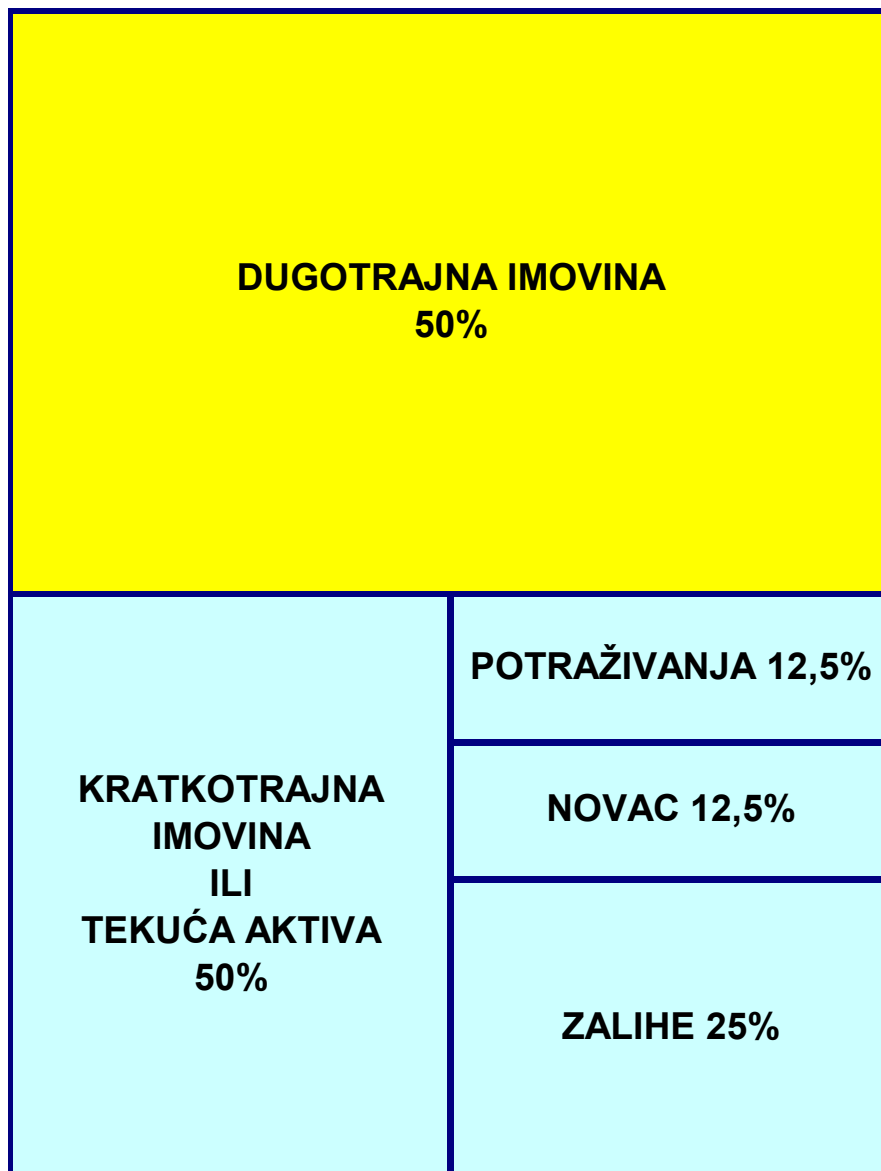 DUGOTRAJNA IMOVINA
50%
KRATKOTRAJNA
IMOVINA
ILI
TEKUĆA AKTIVA
50%
POTRAŽIVANJA 12,5%
NOVAC 12,5%
ZALIHE 25%